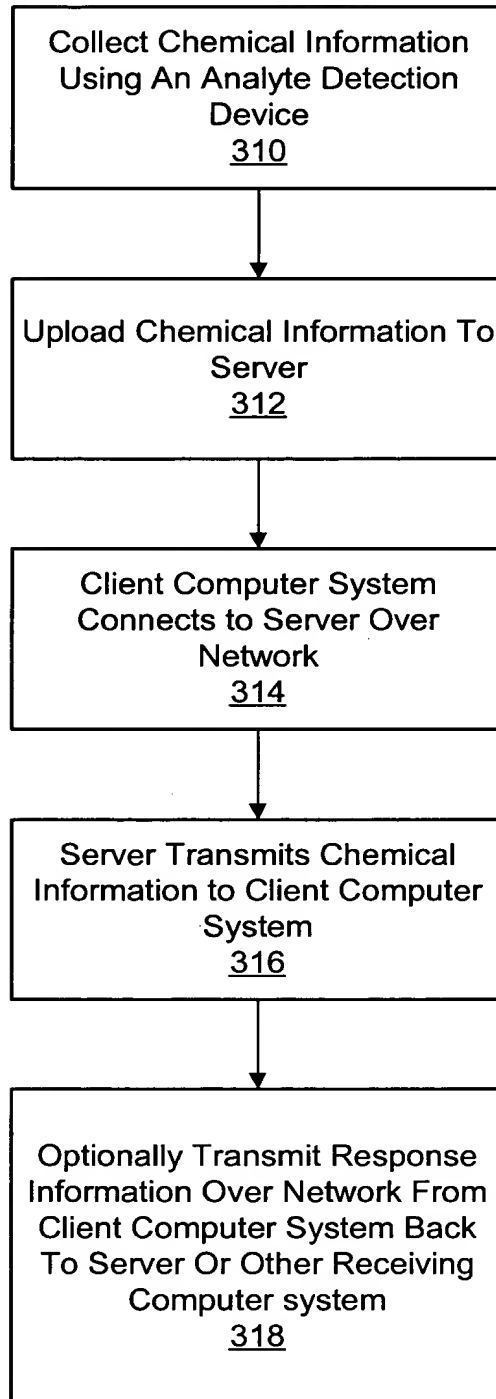 Collect Chemical Information
Using An Analyte Detection
Device
310
Upload Chemical Information To
Server
312
Client Computer System
Connects to Server Over
Network
314
Server Transmits Chemical
Information to Client Computer
System
316
Optionally Transmit Response
Information Over Network From
Client Computer System Back
To Server Or Other Receiving
Computer system
318